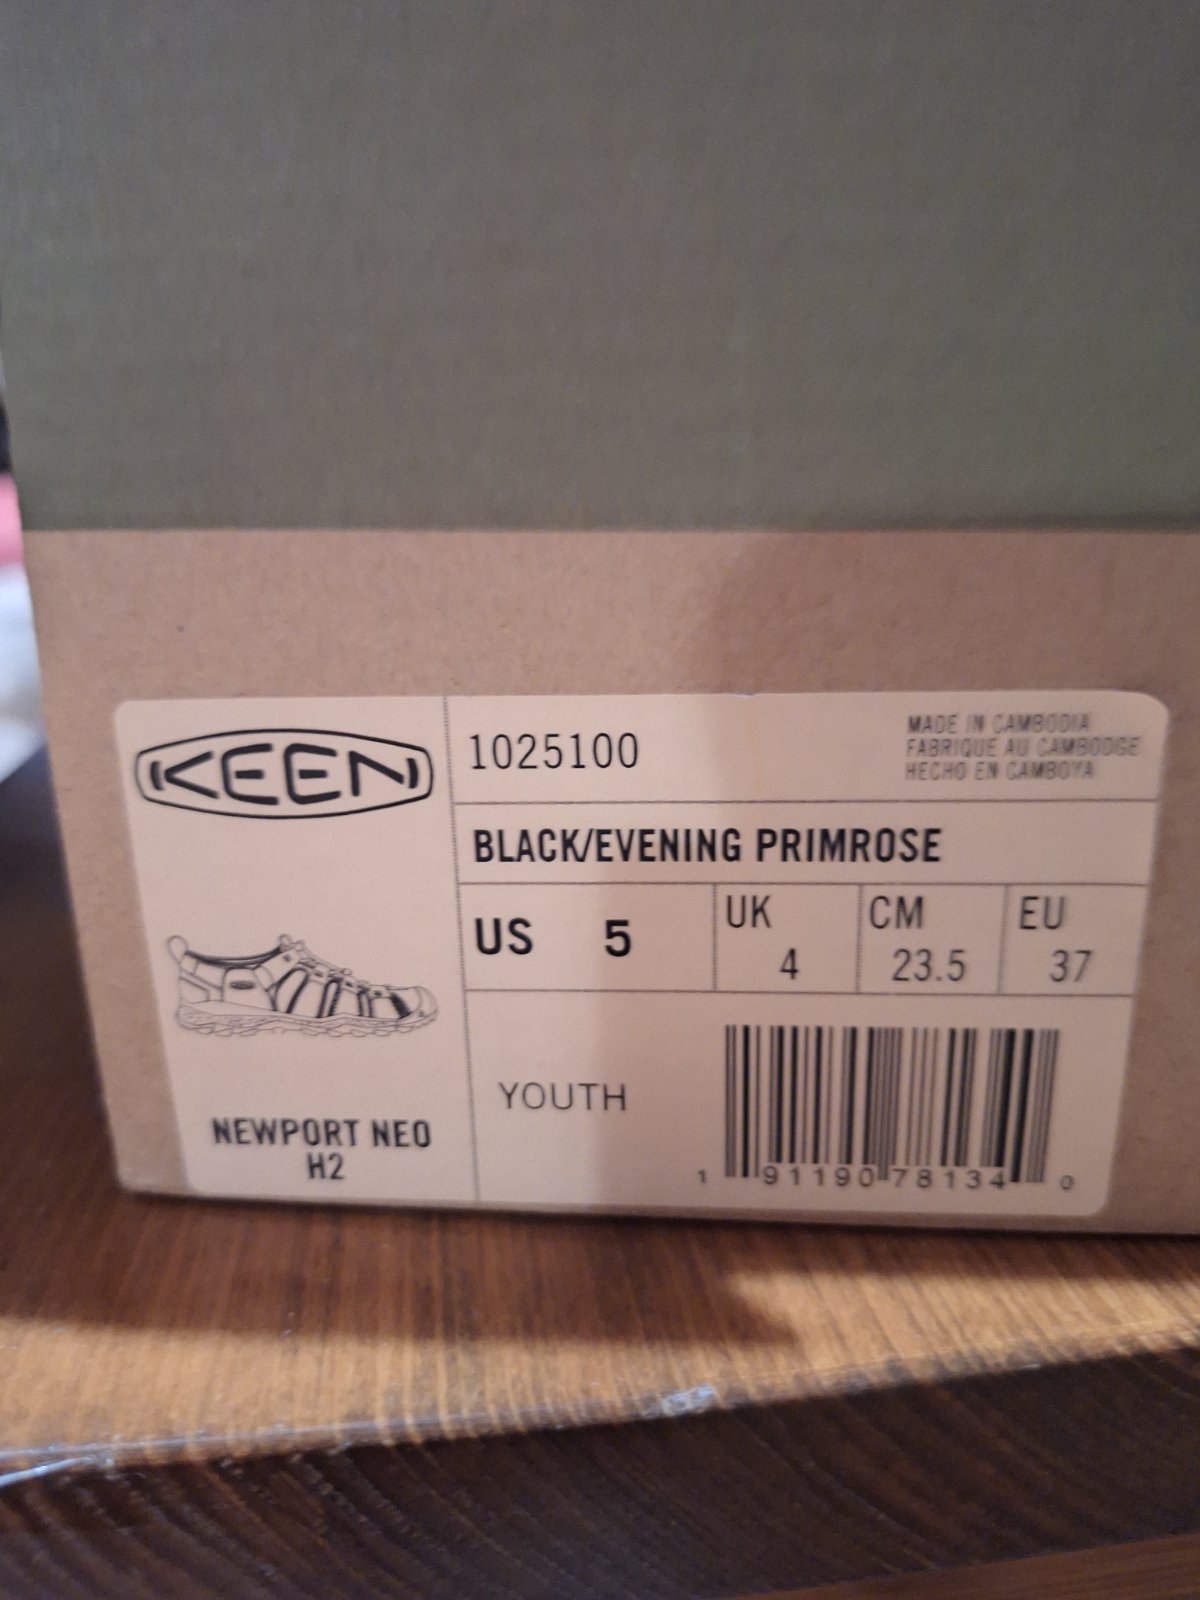 KEEN
1025100
MADE IN CAMBODIA
FABRIQUE AU CAMBODGE
HECHO EN CAMBOYA
BLACK/EVENING PRIMROSE
US 5
UK 4
CM 23.5
EU 37
NEWPORT NEO
H2
YOUTH
1 91190 78134 0